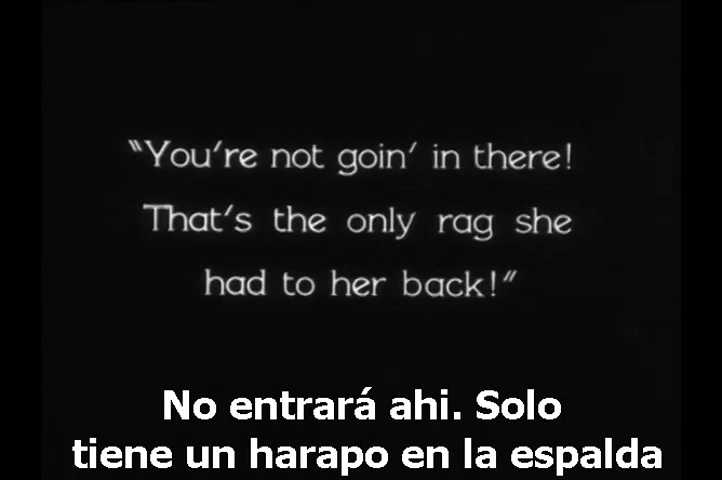 "You're not goin' in there!
That's the only rag she
had to her back!"
No entrará ahi. Solo
tiene un harapo en la espalda